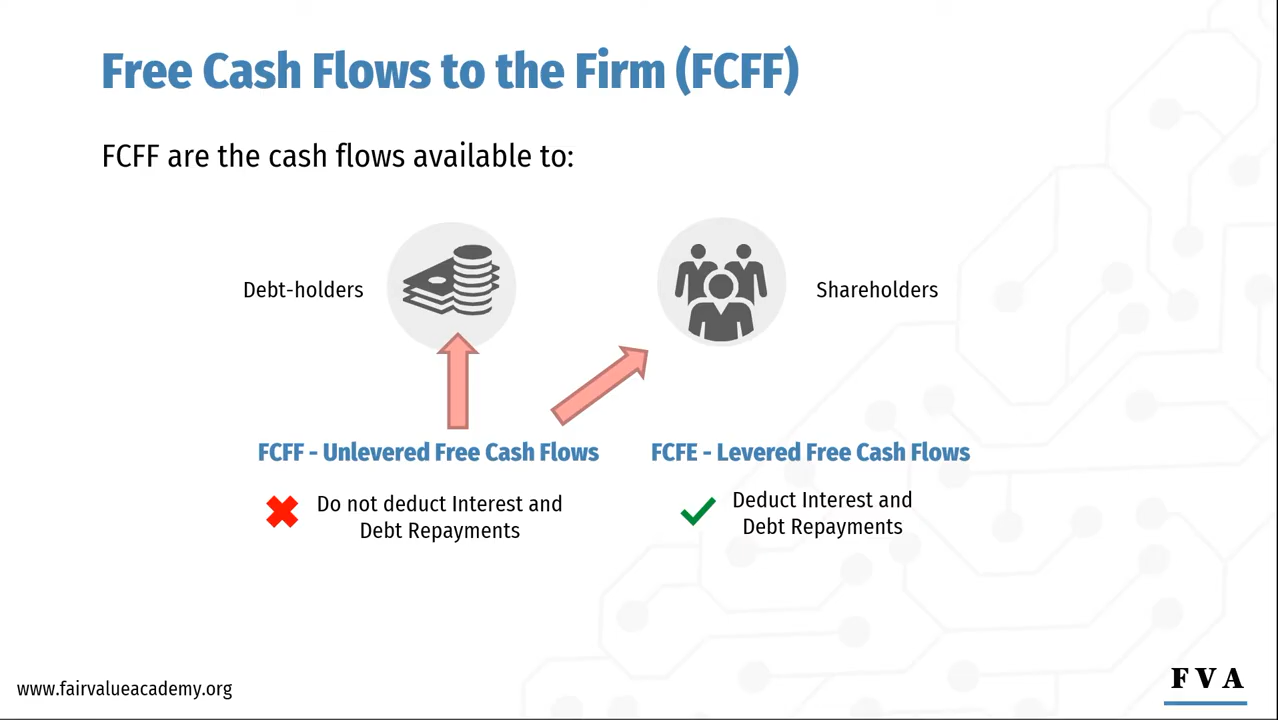 Free Cash Flows to the Firm (FCFF)
FCFF are the cash flows available to:
Debt-holders
Shareholders
FCFF - Unlevered Free Cash Flows
Do not deduct Interest and
Debt Repayments
FCFE - Levered Free Cash Flows
Deduct Interest and
Debt Repayments
www.fairvalueacademy.org
FVA